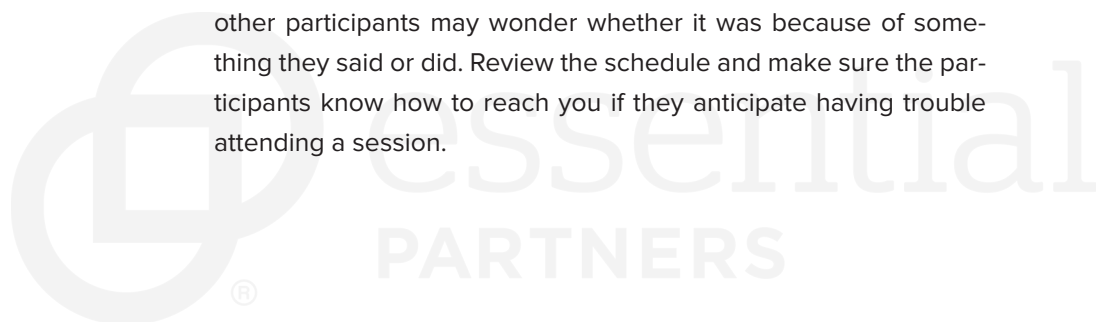 other participants may wonder whether it was because of some-
thing they said or did. Review the schedule and make sure the par-
ticipants know how to reach you if they anticipate having trouble
attending a session.
essential
PARTNERS
®